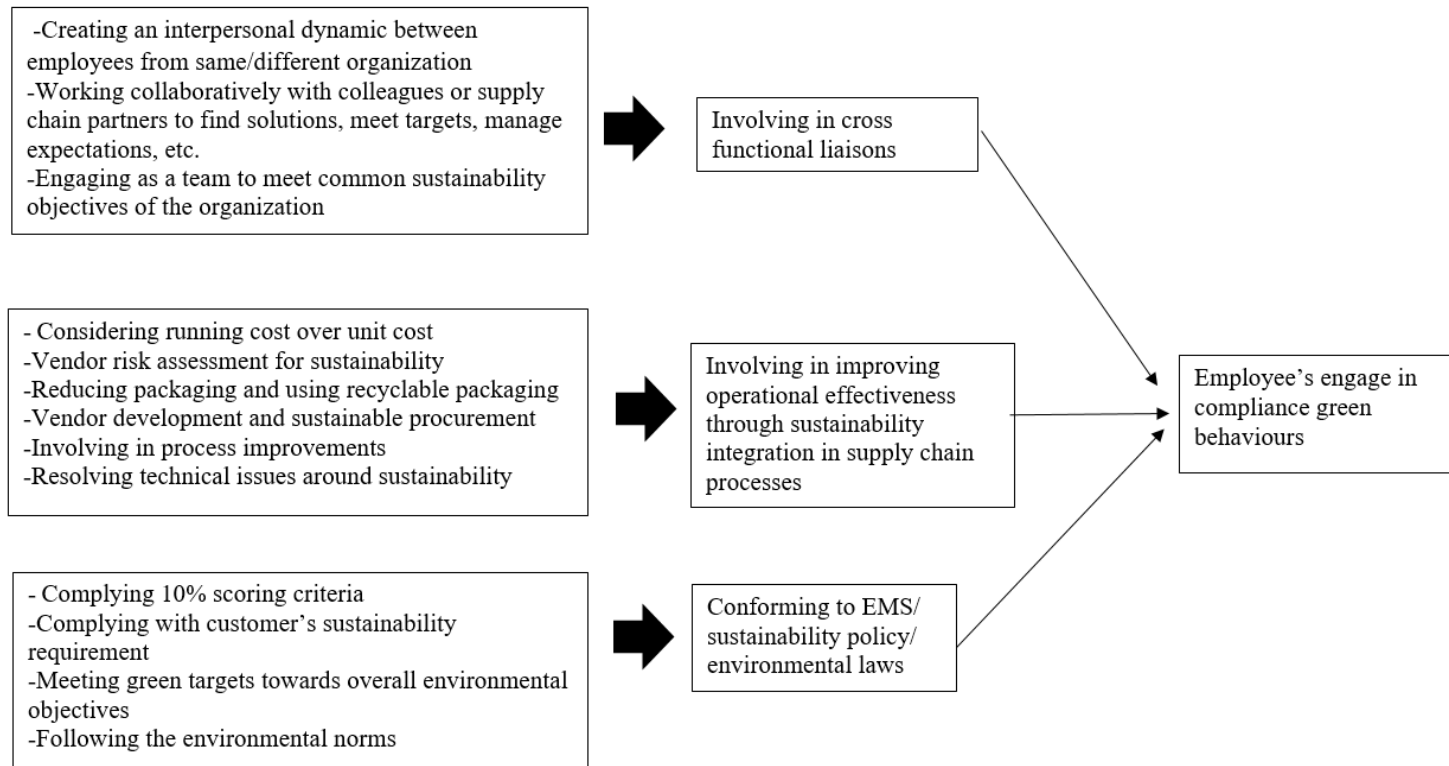 -Creating an interpersonal dynamic between
employees from same/different organization
-Working collaboratively with colleagues or supply
chain partners to find solutions, meet targets, manage
expectations, etc.
-Engaging as a team to meet common sustainability
objectives of the organization
Involving in cross
functional liaisons
- Considering running cost over unit cost
-Vendor risk assessment for sustainability
-Reducing packaging and using recyclable packaging
-Vendor development and sustainable procurement
-Involving in process improvements
-Resolving technical issues around sustainability
Involving in improving
operational effectiveness
through sustainability
integration in supply chain
processes
Employee’s engage in
compliance green
behaviours
- Complying 10% scoring criteria
-Complying with customer’s sustainability
requirement
-Meeting green targets towards overall environmental
objectives
-Following the environmental norms
Conforming to EMS/
sustainability policy/
environmental laws